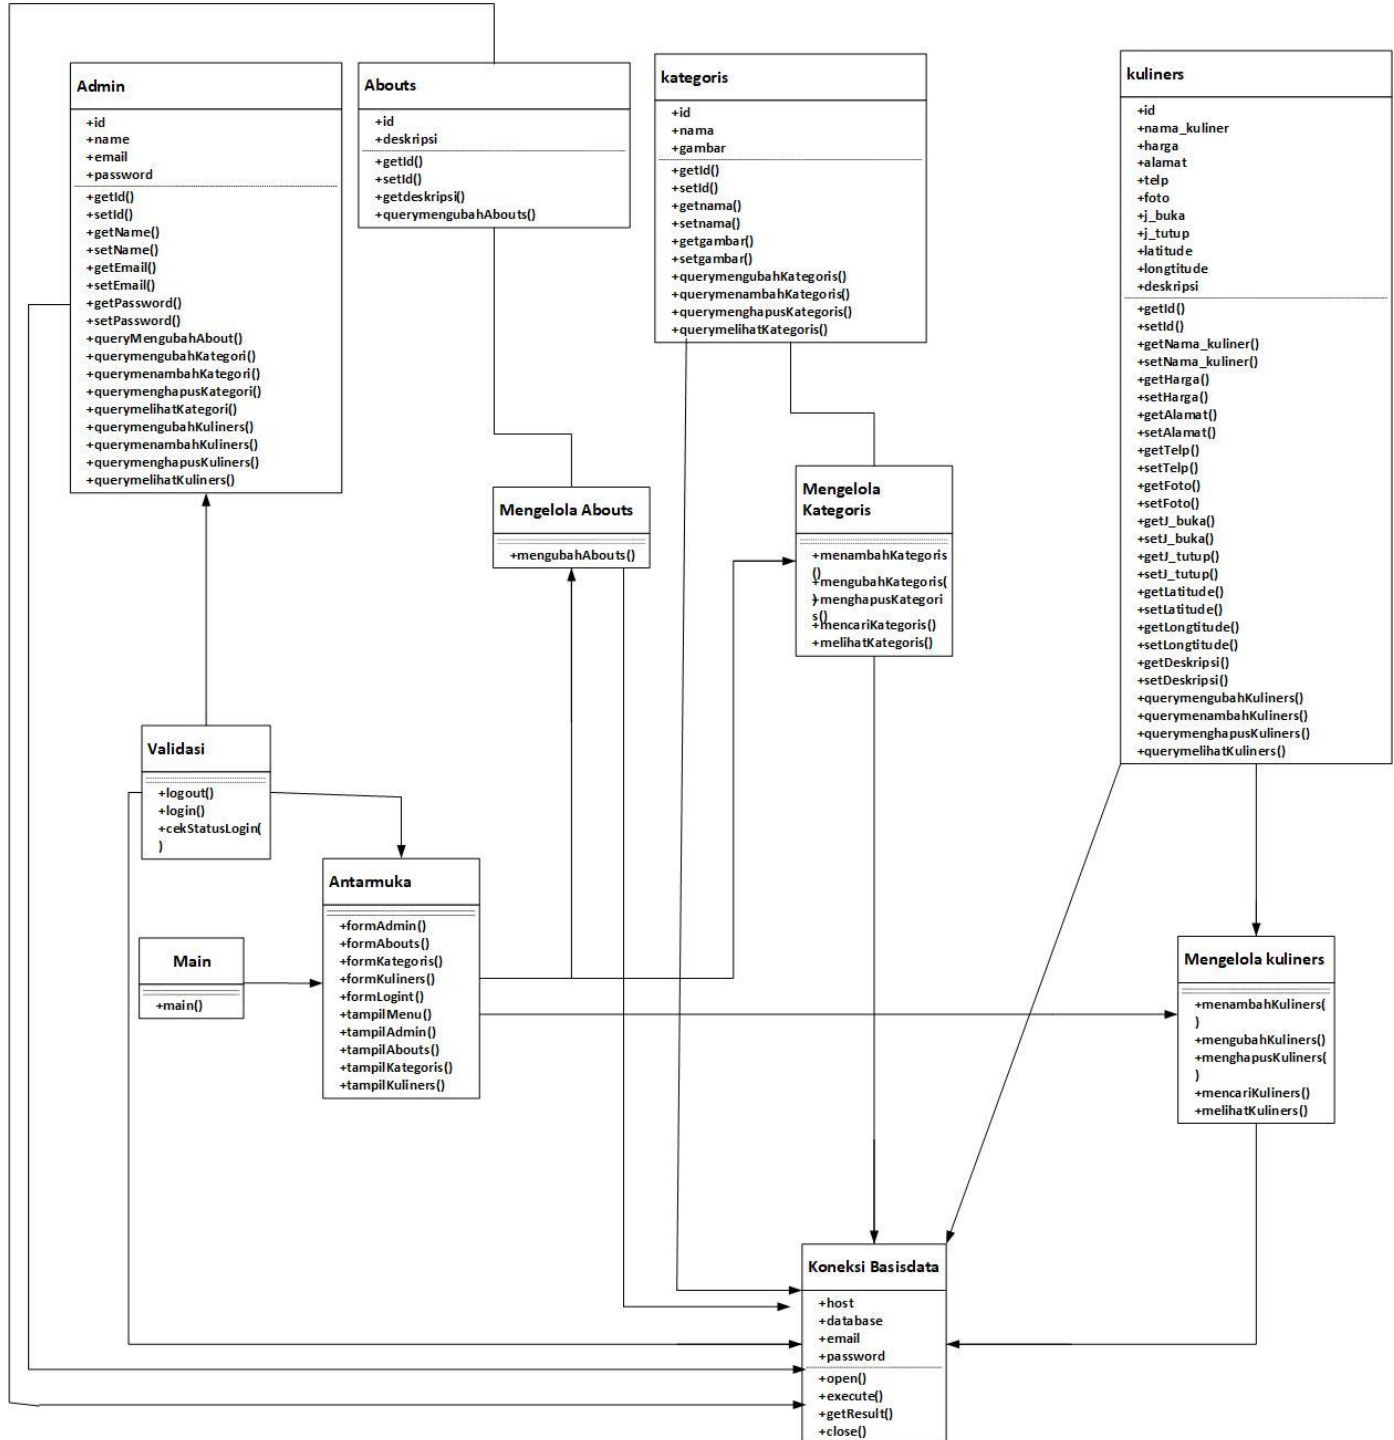 Admin
+id
+name
+email
+password
+getId()
+setId()
+getName()
+setName()
+getEmail()
+setEmail()
+getPassword()
+setPassword()
+queryMengubahAbout()
+querymengubahKategori()
+querymenambahKategori()
+querymenghapusKategori()
+querymelihatKategori()
+querymengubahKuliners()
+querymenambahKuliners()
+querymenghapusKuliners()
+querymelihatKuliners()
Abouts
+id
+deskripsi
+getId()
+setId()
+getdeskripsi()
+querymengubahAbouts()
kategoris
+id
+nama
+gambar
+getId()
+setId()
+getnama()
+setnama()
+getgambar()
+setgambar()
+querymengubahKategoris()
+querymenambahKategoris()
+querymenghapusKategoris()
+querymelihatKategoris()
kuliners
+id
+nama_kuliner
+harga
+alamat
+telp
+foto
+j_buka
+j_tutup
+latitude
+longtitude
+deskripsi
+getId()
+setId()
+getNama_kuliner()
+setNama_kuliner()
+getHarga()
+setHarga()
+getAlamat()
+setAlamat()
+getTelp()
+setTelp()
+getFoto()
+setFoto()
+getJ_buka()
+setJ_buka()
+getJ_tutup()
+setJ_tutup()
+getLatitude()
+setLatitude()
+getLongtitude()
+setLongtitude()
+getDeskripsi()
+setDeskripsi()
+querymengubahKuliners()
+querymenambahKuliners()
+querymenghapusKuliners()
+querymelihatKuliners()
Mengelola Abouts
+mengubahAbouts()
Mengelola
Kategoris
+menambahKategoris
()
+mengubahKategoris(
)
+menghapusKategori
s()
+mencariKategoris()
+melihatKategoris()
Validasi
+logout()
+login()
+cekStatusLogin(
)
Antarmuka
+formAdmin()
+formAbouts()
+formKategoris()
+formKuliners()
+formLogint()
+tampilMenu()
+tampilAdmin()
+tampilAbouts()
+tampilKategoris()
+tampilKuliners()
Main
+main()
Mengelola kuliners
+menambahKuliners(
)
+mengubahKuliners()
+menghapusKuliners(
)
+mencariKuliners()
+melihatKuliners()
Koneksi Basisdata
+host
+database
+email
+password
+open()
+execute()
+getResult()
+close()